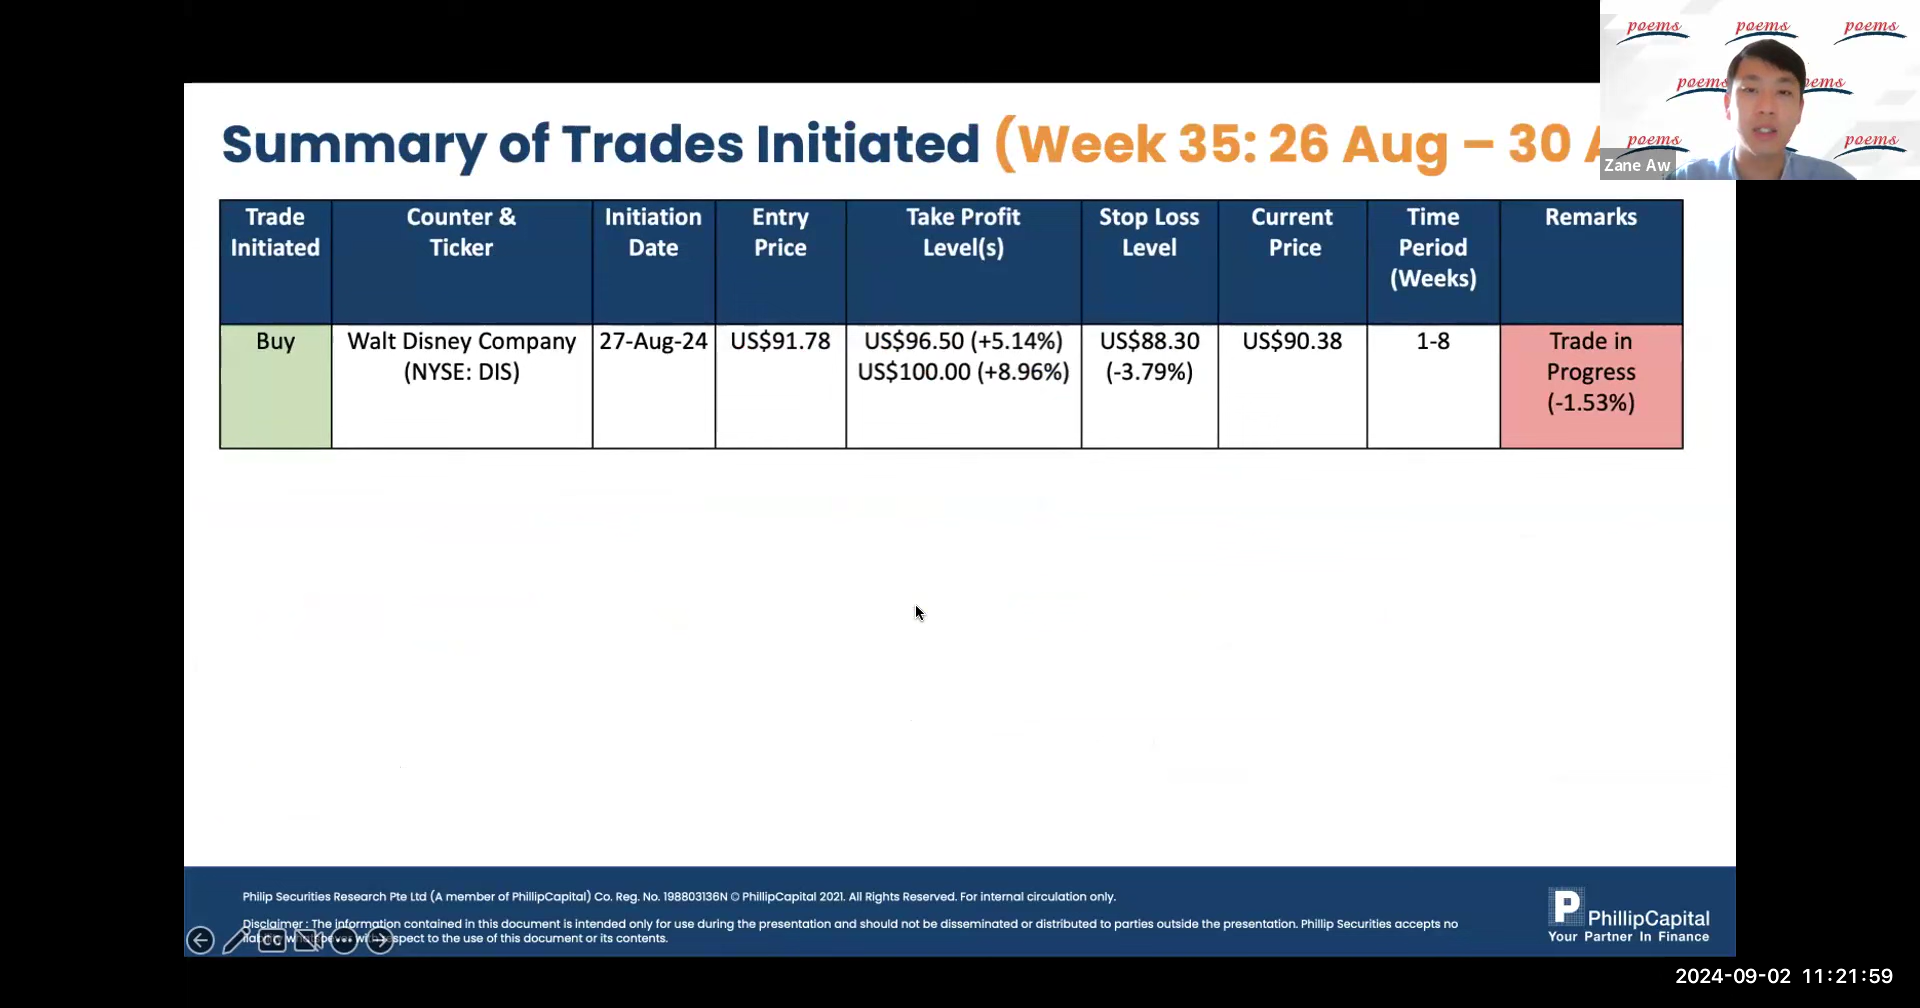 poems poems poems
poems poems
poems poems
Zane Aw
Summary of Trades Initiated (Week 35: 26 Aug – 30 A
Trade Initiated
Counter & Ticker
Initiation Date
Entry Price
Take Profit Level(s)
Stop Loss Level
Current Price
Time Period (Weeks)
Remarks
Buy
Walt Disney Company
(NYSE: DIS)
27-Aug-24
US$91.78
US$96.50 (+5.14%)
US$100.00 (+8.96%)
US$88.30
(-3.79%)
US$90.38
1-8
Trade in
Progress
(-1.53%)
Philip Securities Research Pte Ltd (A member of PhillipCapital) Co. Reg. No. 198803136N © PhillipCapital 2021. All Rights Reserved. For internal circulation only.
Disclaimer : The information contained in this document is intended only for use during the presentation and should not be disseminated or distributed to parties outside the presentation. Phillip Securities accepts no
liability whatsoever with respect to the use of this document or its contents.
CC
P PhillipCapital
Your Partner In Finance
2024-09-02 11:21:59